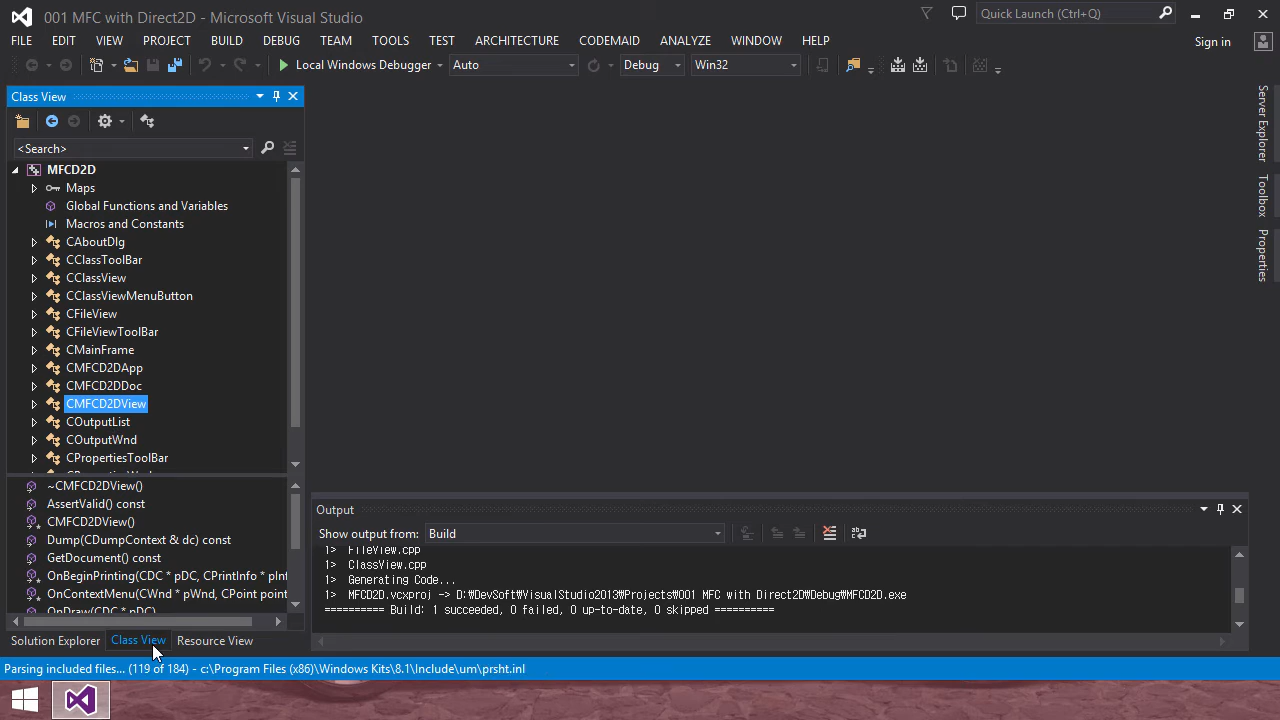 001 MFC with Direct2D - Microsoft Visual Studio
Quick Launch (Ctrl+Q)
FILE EDIT VIEW PROJECT BUILD DEBUG TEAM TOOLS TEST ARCHITECTURE CODEMAID ANALYZE WINDOW HELP
Sign in
Local Windows Debugger Auto Debug Win32
Class View
<Search>
MFCD2D
Maps
Global Functions and Variables
Macros and Constants
CAboutDlg
CClassToolBar
CClassView
CClassViewMenuButton
CFileView
CFileViewToolBar
CMainFrame
CMFCD2DApp
CMFCD2DDoc
CMFCD2DView
COutputList
COutputWnd
CPropertiesToolBar
~CMFCD2DView()
AssertValid() const
CMFCD2DView()
Dump(CDumpContext & dc) const
GetDocument() const
OnBeginPrinting(CDC * pDC, CPrintInfo * pInf
OnContextMenu(CWnd * pWnd, CPoint point
OnDraw(CDC * pDC)
Solution Explorer Class View Resource View
Output
Show output from: Build
1> FileView.cpp
1> ClassView.cpp
1> Generating Code...
1> MFCD2D.vcxproj -> D:₩DevSoft₩VisualStudio2013₩Projects₩001 MFC with Direct2D₩Debug₩MFCD2D.exe
========== Build: 1 succeeded, 0 failed, 0 up-to-date, 0 skipped ==========
Server Explorer
Toolbox
Properties
Parsing included files... (119 of 184) - c:\Program Files (x86)\Windows Kits\8.1\Include\um\prsht.inl